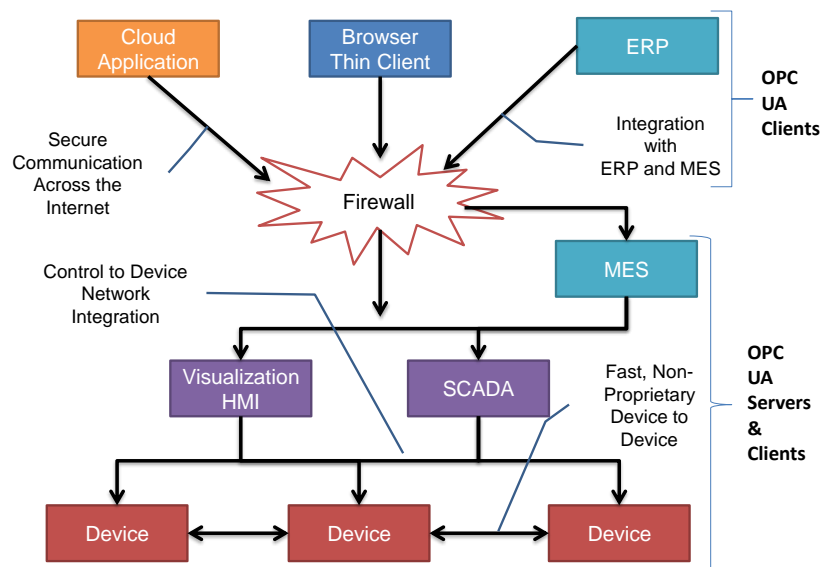 Cloud
Application
Browser
Thin Client
ERP
OPC
UA
Clients
Secure
Communication
Across the
Internet
Integration
with
ERP and MES
Firewall
MES
Control to Device
Network
Integration
Visualization
HMI
SCADA
Fast, Non-
Proprietary
Device to
Device
OPC
UA
Servers
&
Clients
Device
Device
Device